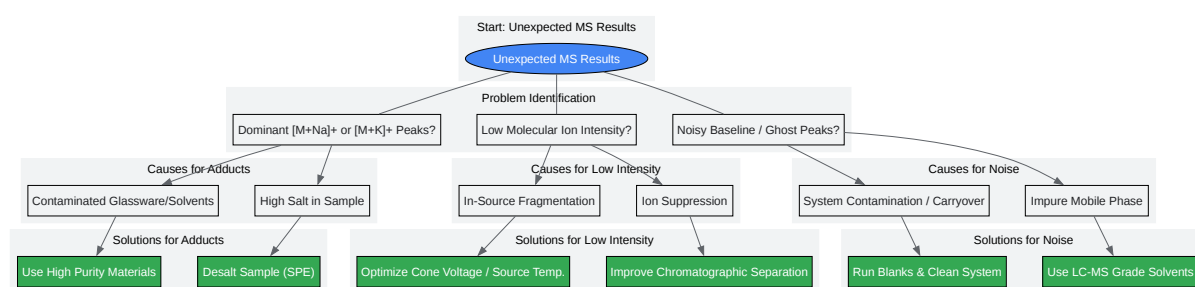 Start: Unexpected MS Results
Unexpected MS Results
Problem Identification
Dominant [M+Na]+ or [M+K]+ Peaks?
Low Molecular Ion Intensity?
Noisy Baseline / Ghost Peaks?
Causes for Adducts
Causes for Low Intensity
Causes for Noise
Contaminated Glassware/Solvents
High Salt in Sample
In-Source Fragmentation
Ion Suppression
System Contamination / Carryover
Impure Mobile Phase
Solutions for Adducts
Solutions for Low Intensity
Solutions for Noise
Use High Purity Materials
Desalt Sample (SPE)
Optimize Cone Voltage / Source Temp.
Improve Chromatographic Separation
Run Blanks & Clean System
Use LC-MS Grade Solvents